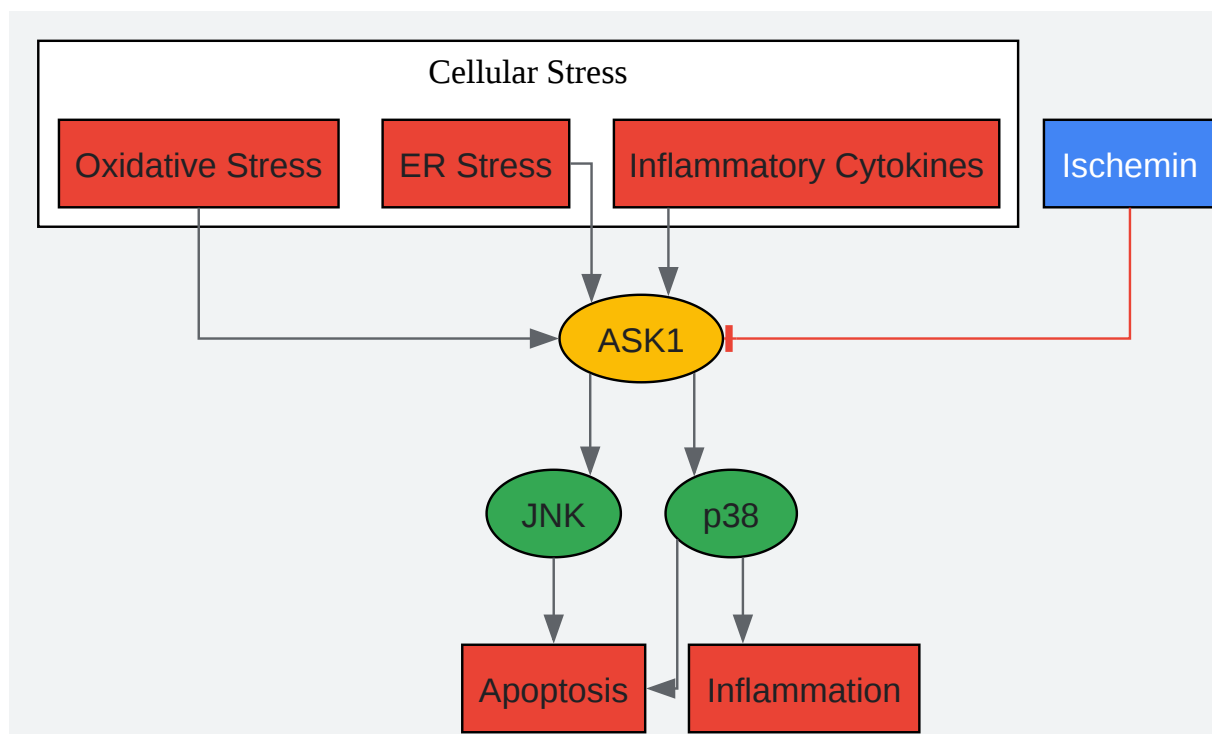 Cellular Stress
Oxidative Stress
ER Stress
Inflammatory Cytokines
Ischemin
ASK1
JNK
p38
Apoptosis
Inflammation